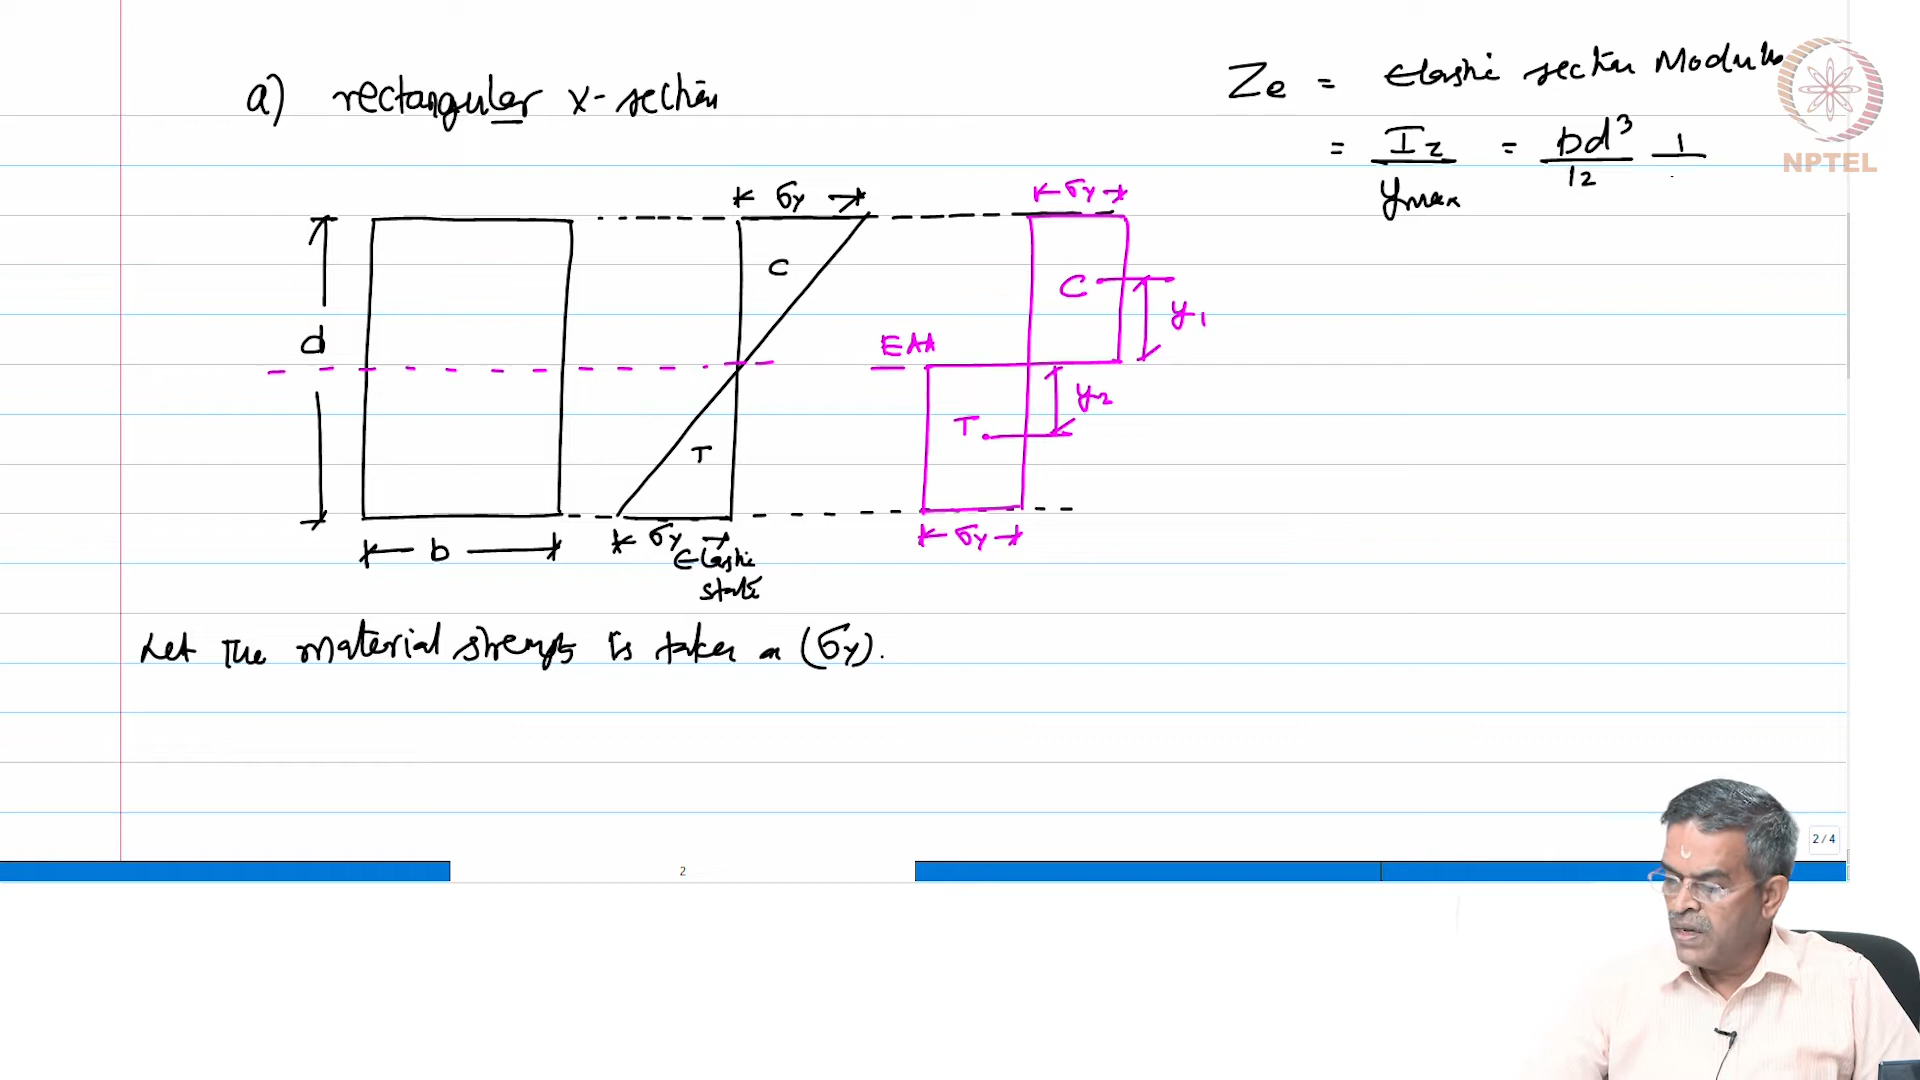 a) rectangular x-section
Ze = Elastic section Modulus
= Iz / ymax = bd³ / 12 1
NPTEL
σy
σy
C
C
y1
d
EAA
y2
T
T
σy
σy
b
Elastic
state
Let the material strength is taken as (σy).
2/4
2